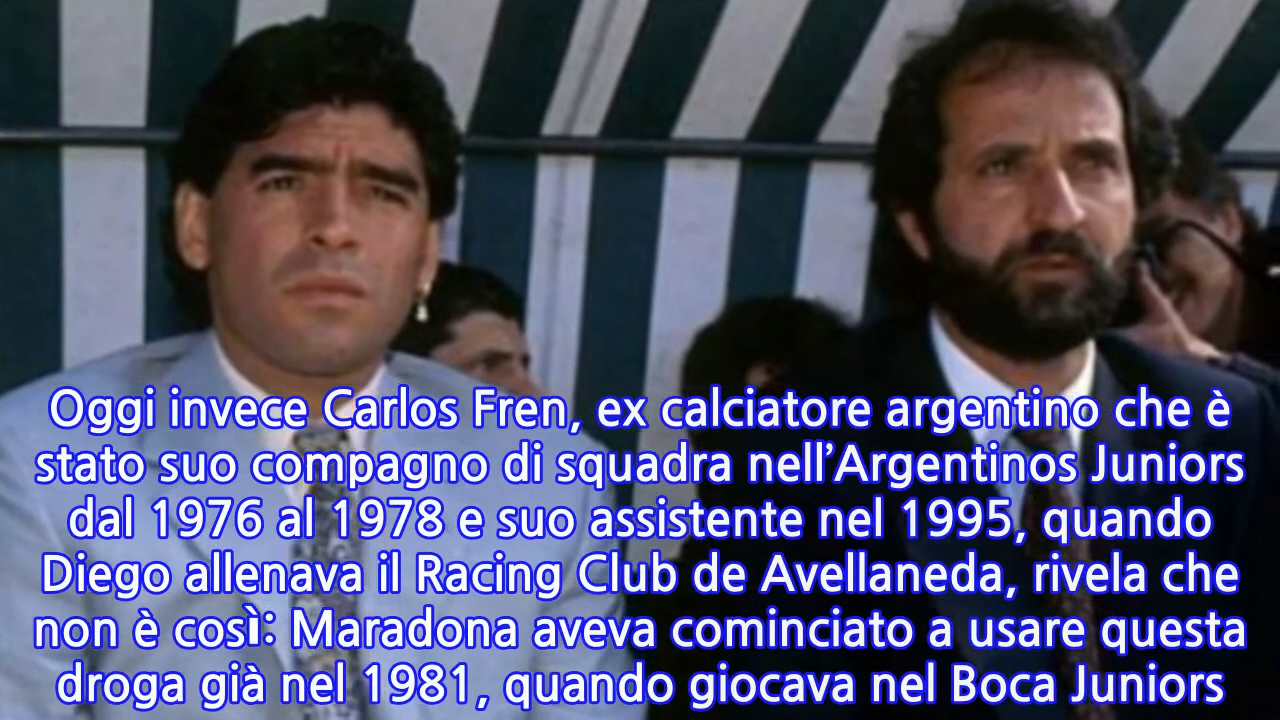 Oggi invece Carlos Fren, ex calciatore argentino che è
stato suo compagno di squadra nell’Argentinos Juniors
dal 1976 al 1978 e suo assistente nel 1995, quando
Diego allenava il Racing Club de Avellaneda, rivela che
non è così: Maradona aveva cominciato a usare questa
droga già nel 1981, quando giocava nel Boca Juniors